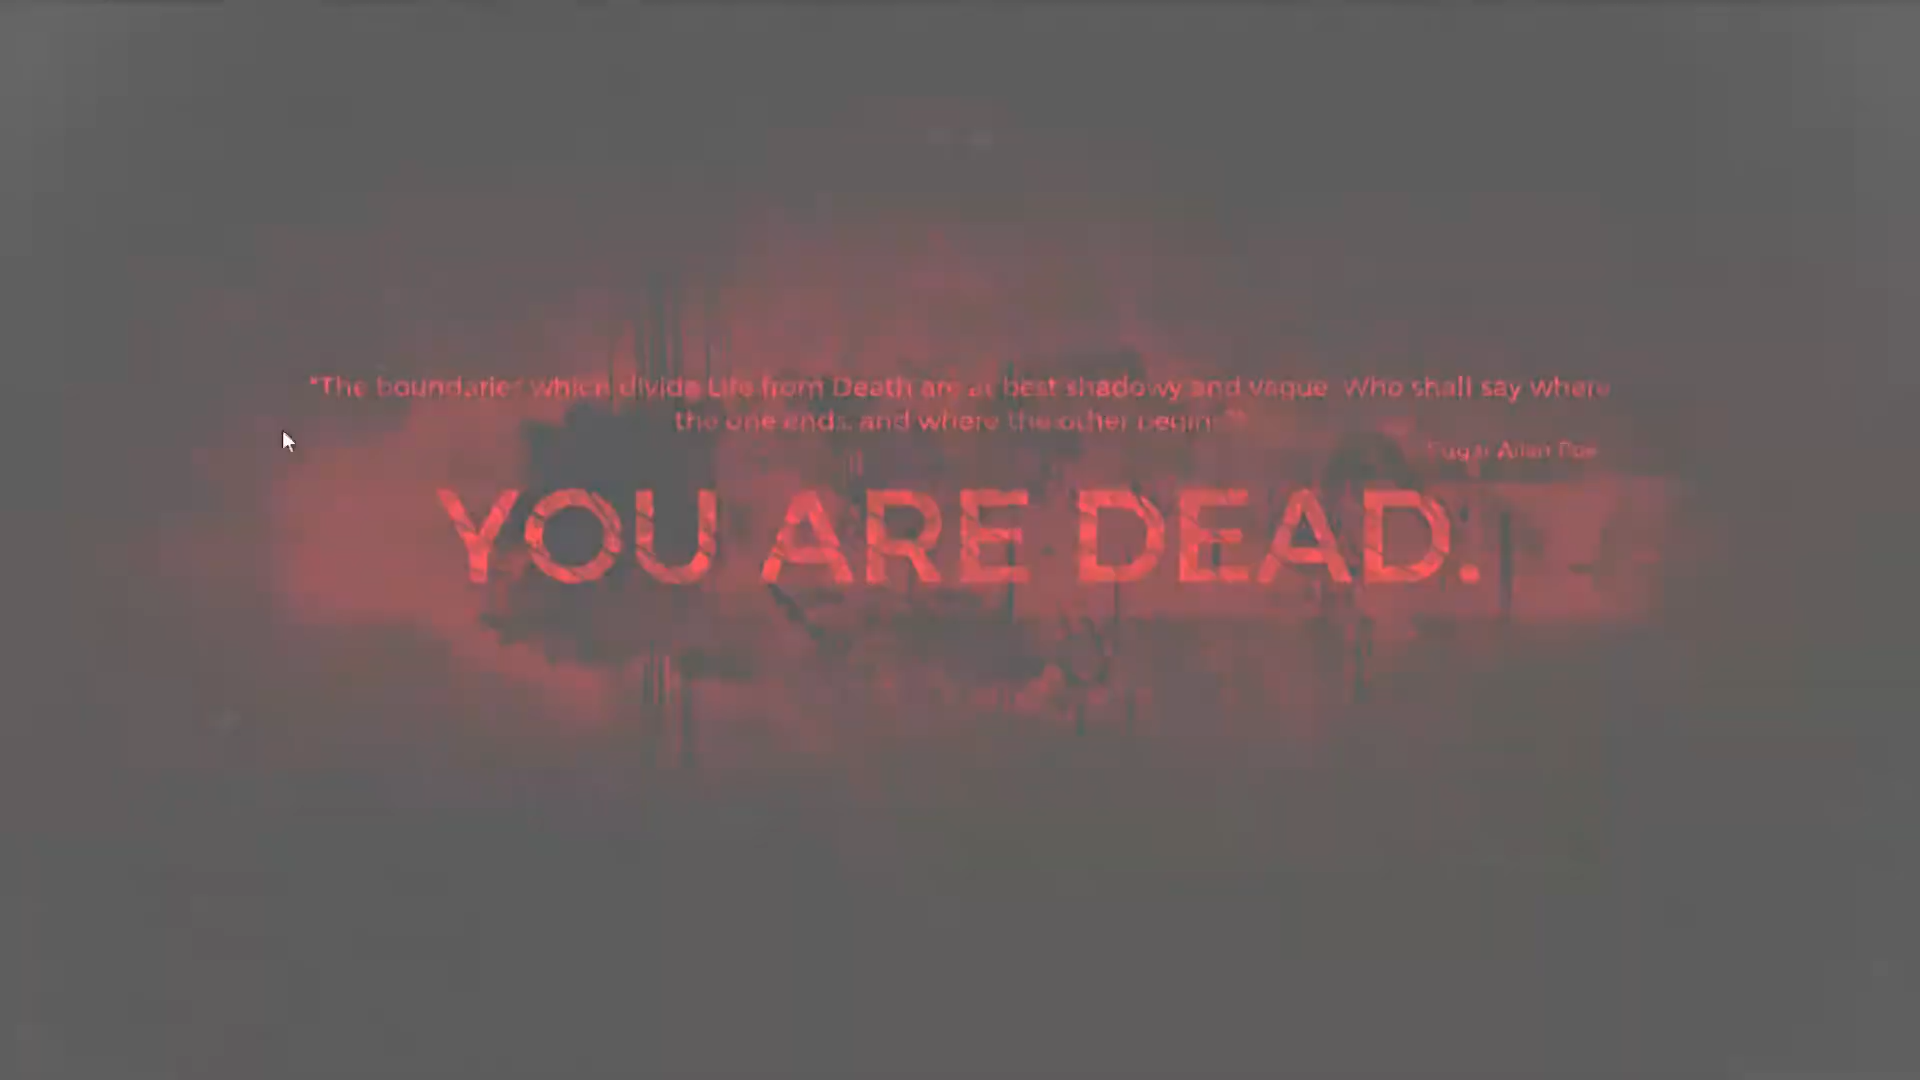 "The boundaries which divide Life from Death are at best shadowy and vague. Who shall say where
the one ends, and where the other begins?"
Edgar Allan Poe
YOU ARE DEAD.